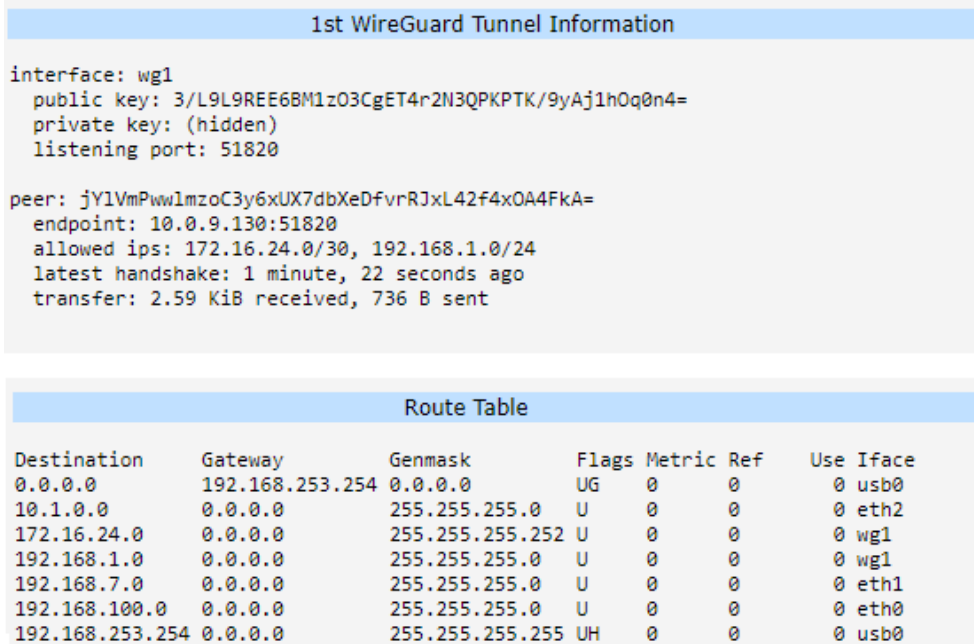 1st WireGuard Tunnel Information
interface: wg1
public key: 3/L9L9REE6BM1zO3CgET4r2N3QPKPTK/9yAj1hOq0n4=
private key: (hidden)
listening port: 51820
peer: jYlVmPwwlmzoC3y6xUX7dbXeDfvrRJxL42f4xOA4FkA=
endpoint: 10.0.9.130:51820
allowed ips: 172.16.24.0/30, 192.168.1.0/24
latest handshake: 1 minute, 22 seconds ago
transfer: 2.59 KiB received, 736 B sent
Route Table
Destination Gateway Genmask Flags Metric Ref Use Iface
0.0.0.0 192.168.253.254 0.0.0.0 UG 0 0 0 usb0
10.1.0.0 0.0.0.0 255.255.255.0 U 0 0 0 eth2
172.16.24.0 0.0.0.0 255.255.255.252 U 0 0 0 wg1
192.168.1.0 0.0.0.0 255.255.255.0 U 0 0 0 wg1
192.168.7.0 0.0.0.0 255.255.255.0 U 0 0 0 eth1
192.168.100.0 0.0.0.0 255.255.255.0 U 0 0 0 eth0
192.168.253.254 0.0.0.0 255.255.255.255 UH 0 0 0 usb0